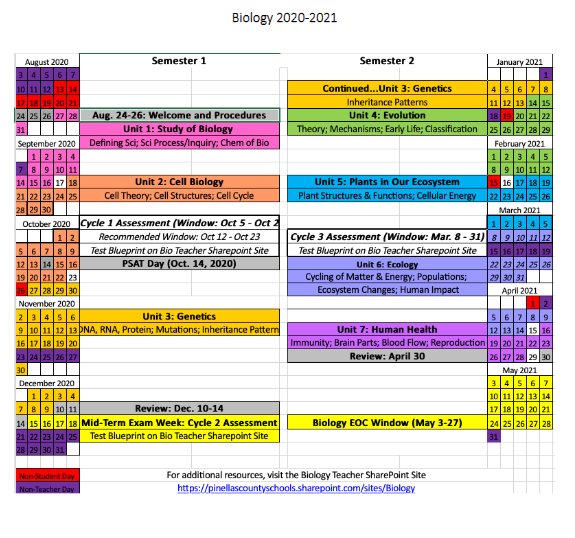 Biology 2020-2021
August 2020 Semester 1 Semester 2 January 2021
3 4 5 6 7 1
10 11 12 13 14 Continued...Unit 3: Genetics 4 5 6 7 8
17 18 19 20 21 Inheritance Patterns 11 12 13 14 15
24 25 26 27 28 Aug. 24-26: Welcome and Procedures Unit 4: Evolution 18 19 20 21 22
31 Unit 1: Study of Biology Theory; Mechanisms; Early Life; Classification 25 26 27 28 29
September 2020 Defining Sci; Sci Process/Inquiry; Chem of Bio February 2021
1 2 3 4 1 2 3 4 5
7 8 9 10 11 8 9 10 11 12
14 15 16 17 18 Unit 2: Cell Biology Unit 5: Plants in Our Ecosystem 15 16 17 18 19
21 22 23 24 25 Cell Theory; Cell Structures; Cell Cycle Plant Structures & Functions; Cellular Energy 22 23 24 25 26
28 29 30 March 2021
October 2020 Cycle 1 Assessment (Window: Oct 5 - Oct 2 1 2 3 4 5
1 2 Recommended Window: Oct 12 - Oct 23 Cycle 3 Assessment (Window: Mar. 8 - 31) 8 9 10 11 12
5 6 7 8 9 Test Blueprint on Bio Teacher Sharepoint Site Test Blueprint on Bio Teacher SharePoint Site 15 16 17 18 19
12 13 14 15 16 PSAT Day (Oct. 14, 2020) Unit 6: Ecology 22 23 24 25 26
19 20 21 22 23 Cycling of Matter & Energy; Populations; 29 30 31
26 27 28 29 30 Ecosystem Changes; Human Impact April 2021
November 2020 1 2
2 3 4 5 6 Unit 3: Genetics 5 6 7 8 9
9 10 11 12 13 DNA, RNA, Protein; Mutations; Inheritance Pattern Unit 7: Human Health 12 13 14 15 16
16 17 18 19 20 Immunity; Brain Parts; Blood Flow; Reproduction 19 20 21 22 23
23 24 25 26 27 Review: April 30 26 27 28 29 30
30 May 2021
December 2020 3 4 5 6 7
1 2 3 4 10 11 12 13 14
7 8 9 10 11 Review: Dec. 10-14 17 18 19 20 21
14 15 16 17 18 Mid-Term Exam Week: Cycle 2 Assessment Biology EOC Window (May 3-27) 24 25 26 27 28
21 22 23 24 25 Test Blueprint on Bio Teacher SharePoint Site 31
28 29 30 31
Non-Student Day For additional resources, visit the Biology Teacher SharePoint Site
Non-Teacher Day https://pinellascountyschools.sharepoint.com/sites/Biology